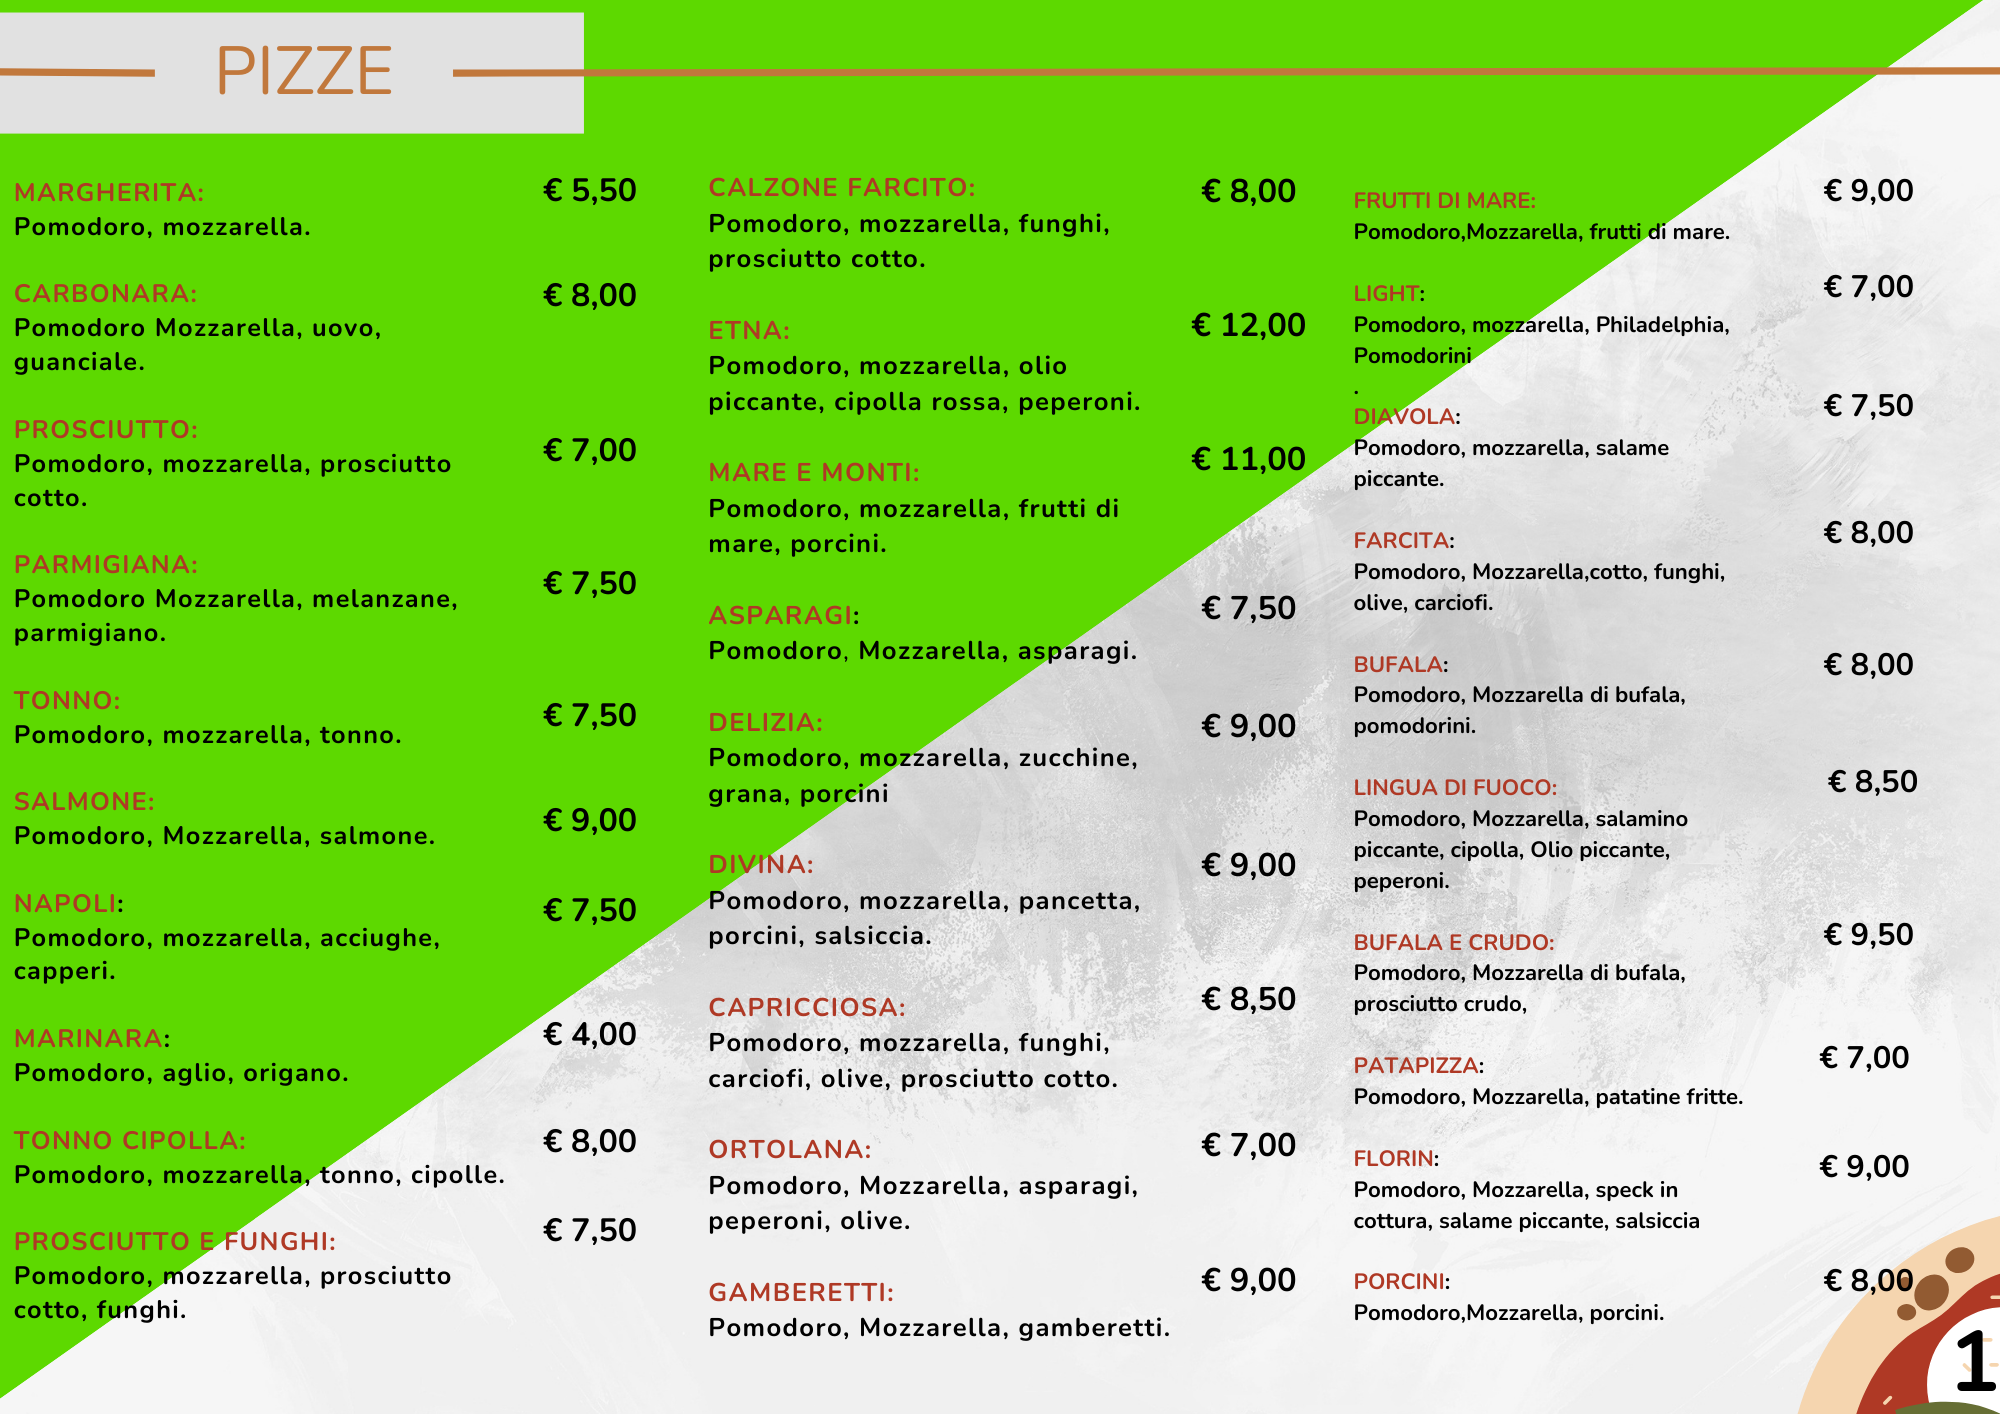 PIZZE
MARGHERITA: € 5,50
Pomodoro, mozzarella.
CARBONARA: € 8,00
Pomodoro Mozzarella, uovo,
guanciale.
PROSCIUTTO: € 7,00
Pomodoro, mozzarella, prosciutto
cotto.
PARMIGIANA: € 7,50
Pomodoro Mozzarella, melanzane,
parmigiano.
TONNO: € 7,50
Pomodoro, mozzarella, tonno.
SALMONE: € 9,00
Pomodoro, Mozzarella, salmone.
NAPOLI: € 7,50
Pomodoro, mozzarella, acciughe,
capperi.
MARINARA: € 4,00
Pomodoro, aglio, origano.
TONNO CIPOLLA: € 8,00
Pomodoro, mozzarella, tonno, cipolle.
PROSCIUTTO E FUNGHI: € 7,50
Pomodoro, mozzarella, prosciutto
cotto, funghi.
CALZONE FARCITO: € 8,00
Pomodoro, mozzarella, funghi,
prosciutto cotto.
ETNA: € 12,00
Pomodoro, mozzarella, olio
piccante, cipolla rossa, peperoni.
MARE E MONTI: € 11,00
Pomodoro, mozzarella, frutti di
mare, porcini.
ASPARAGI: € 7,50
Pomodoro, Mozzarella, asparagi.
DELIZIA: € 9,00
Pomodoro, mozzarella, zucchine,
grana, porcini
DIVINA: € 9,00
Pomodoro, mozzarella, pancetta,
porcini, salsiccia.
CAPRICCIOSA: € 8,50
Pomodoro, mozzarella, funghi,
carciofi, olive, prosciutto cotto.
ORTOLANA: € 7,00
Pomodoro, Mozzarella, asparagi,
peperoni, olive.
GAMBERETTI: € 9,00
Pomodoro, Mozzarella, gamberetti.
FRUTTI DI MARE: € 9,00
Pomodoro,Mozzarella, frutti di mare.
LIGHT: € 7,00
Pomodoro, mozzarella, Philadelphia,
Pomodorini
.
DIAVOLA: € 7,50
Pomodoro, mozzarella, salame
piccante.
FARCITA: € 8,00
Pomodoro, Mozzarella,cotto, funghi,
olive, carciofi.
BUFALA: € 8,00
Pomodoro, Mozzarella di bufala,
pomodorini.
LINGUA DI FUOCO: € 8,50
Pomodoro, Mozzarella, salamino
piccante, cipolla, Olio piccante,
peperoni.
BUFALA E CRUDO: € 9,50
Pomodoro, Mozzarella di bufala,
prosciutto crudo,
PATAPIZZA: € 7,00
Pomodoro, Mozzarella, patatine fritte.
FLORIN: € 9,00
Pomodoro, Mozzarella, speck in
cottura, salame piccante, salsiccia
PORCINI: € 8,00
Pomodoro,Mozzarella, porcini.
1